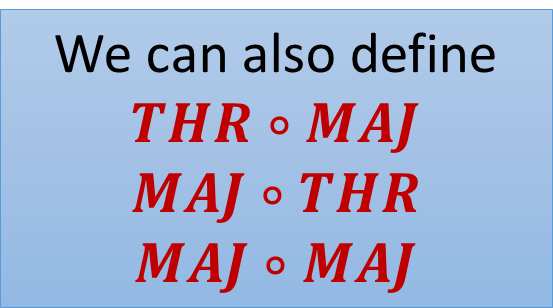 We can also define
THR ∘ MAJ
MAJ ∘ THR
MAJ ∘ MAJ